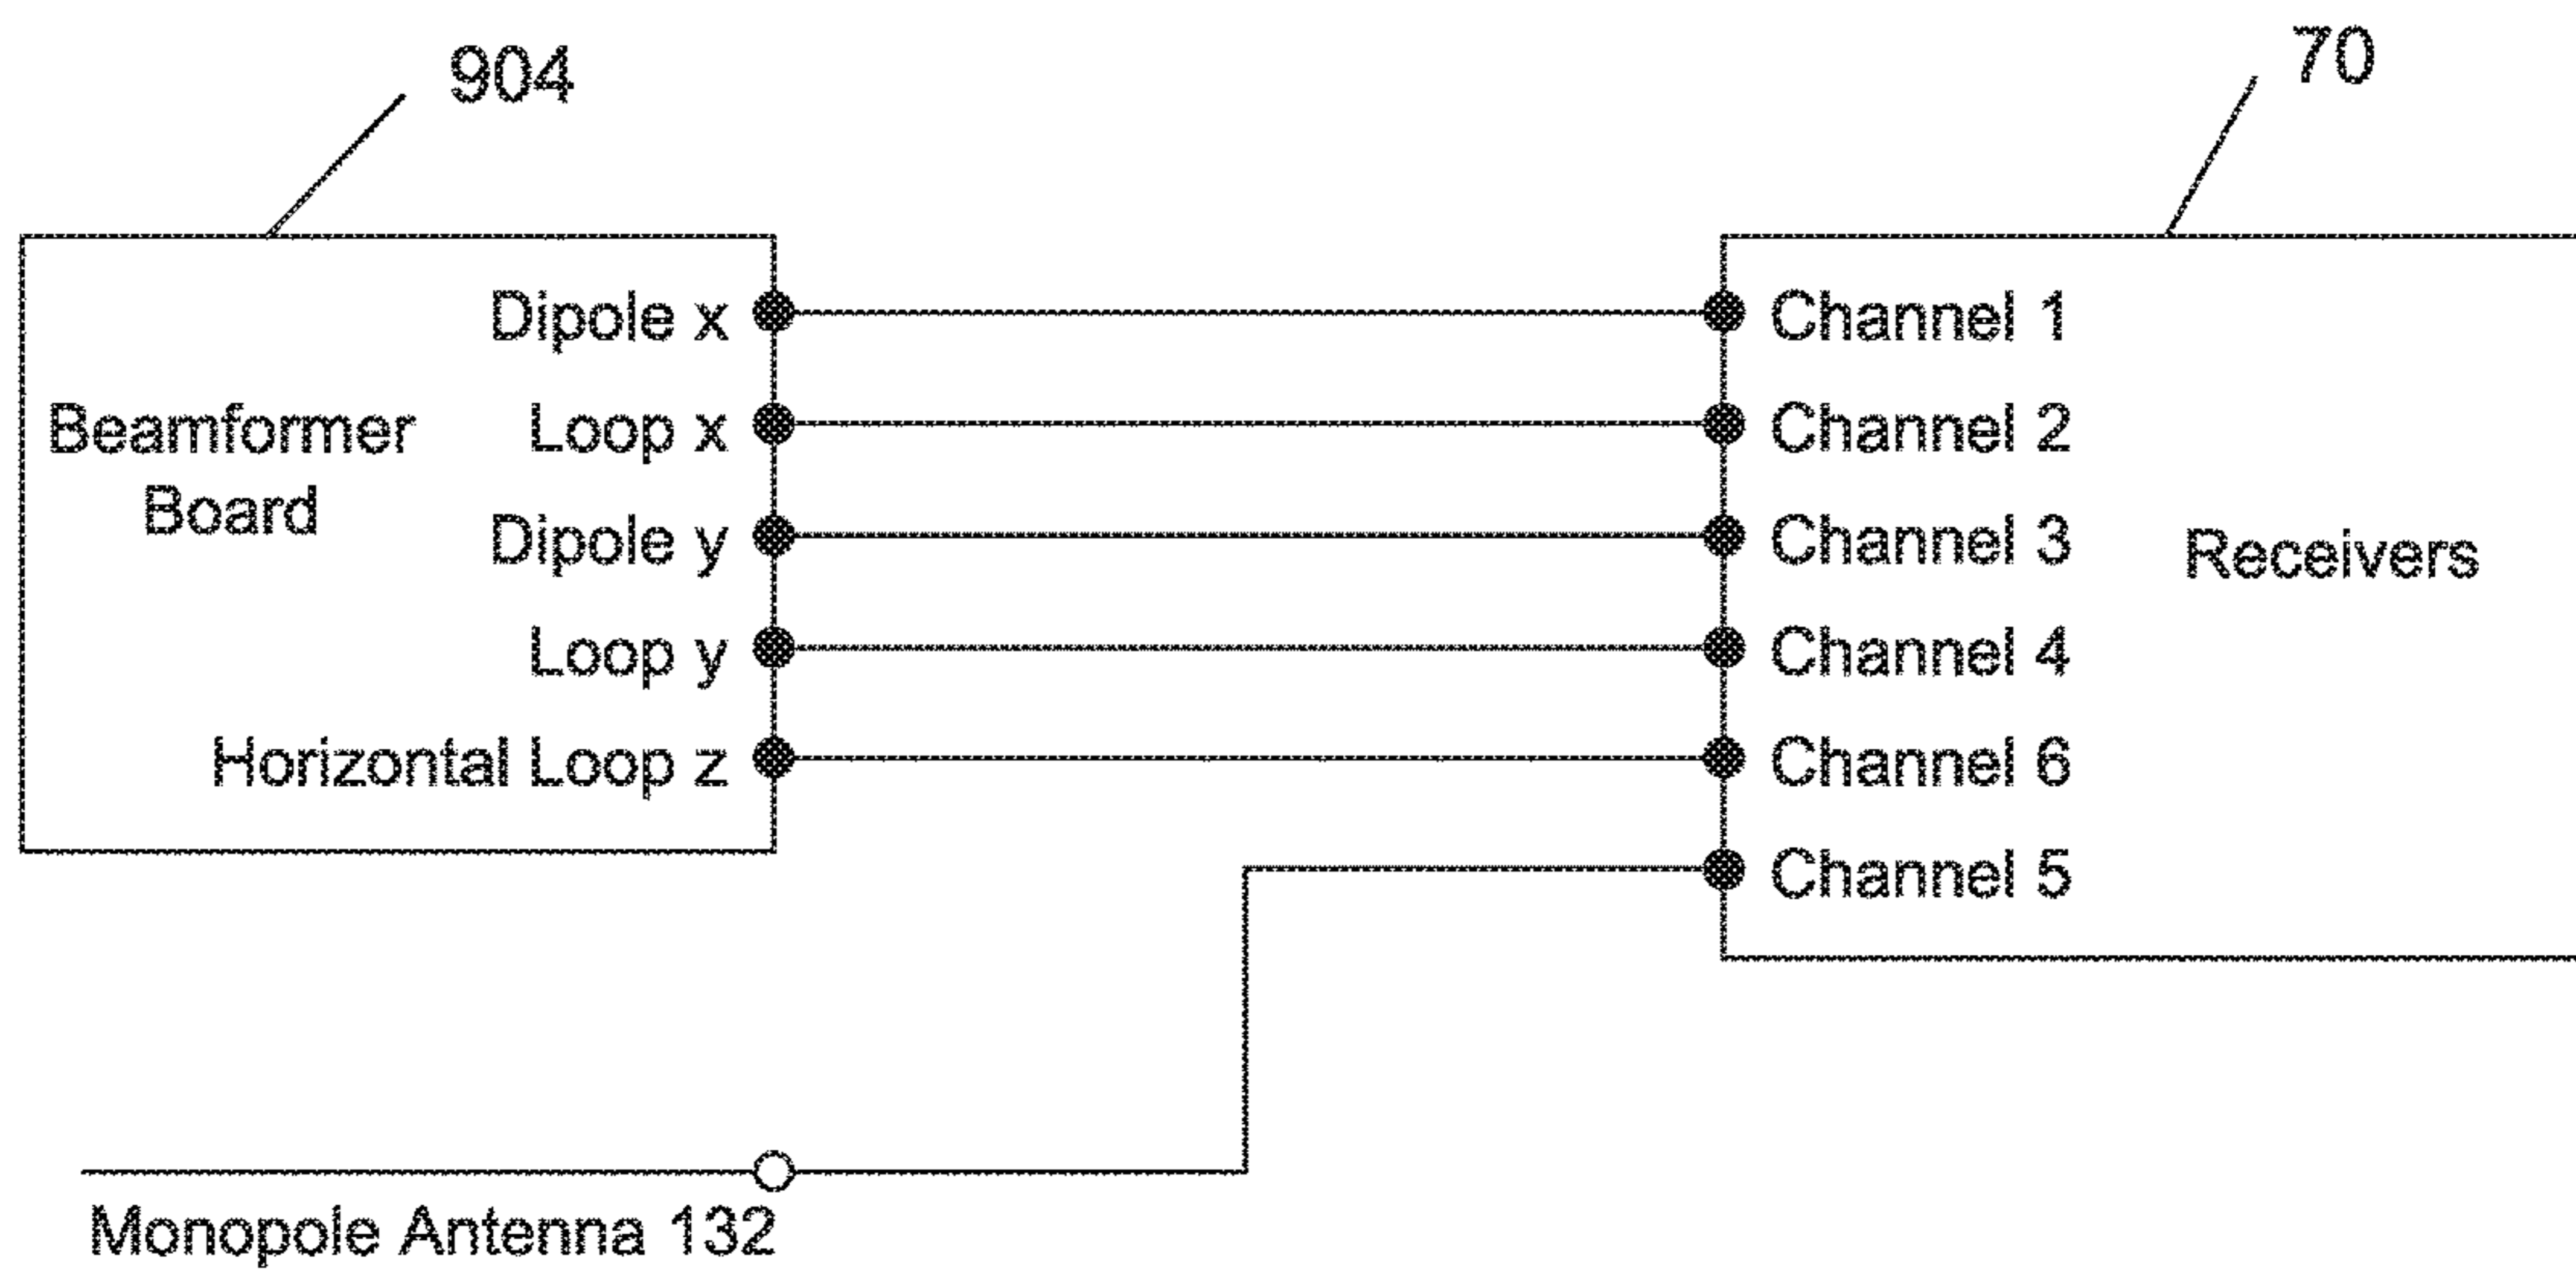 904
70
Dipole x
Channel 1
Beamformer
Board
Loop x
Channel 2
Dipole y
Channel 3
Receivers
Loop y
Channel 4
Horizontal Loop z
Channel 6
Channel 5
Monopole Antenna 132